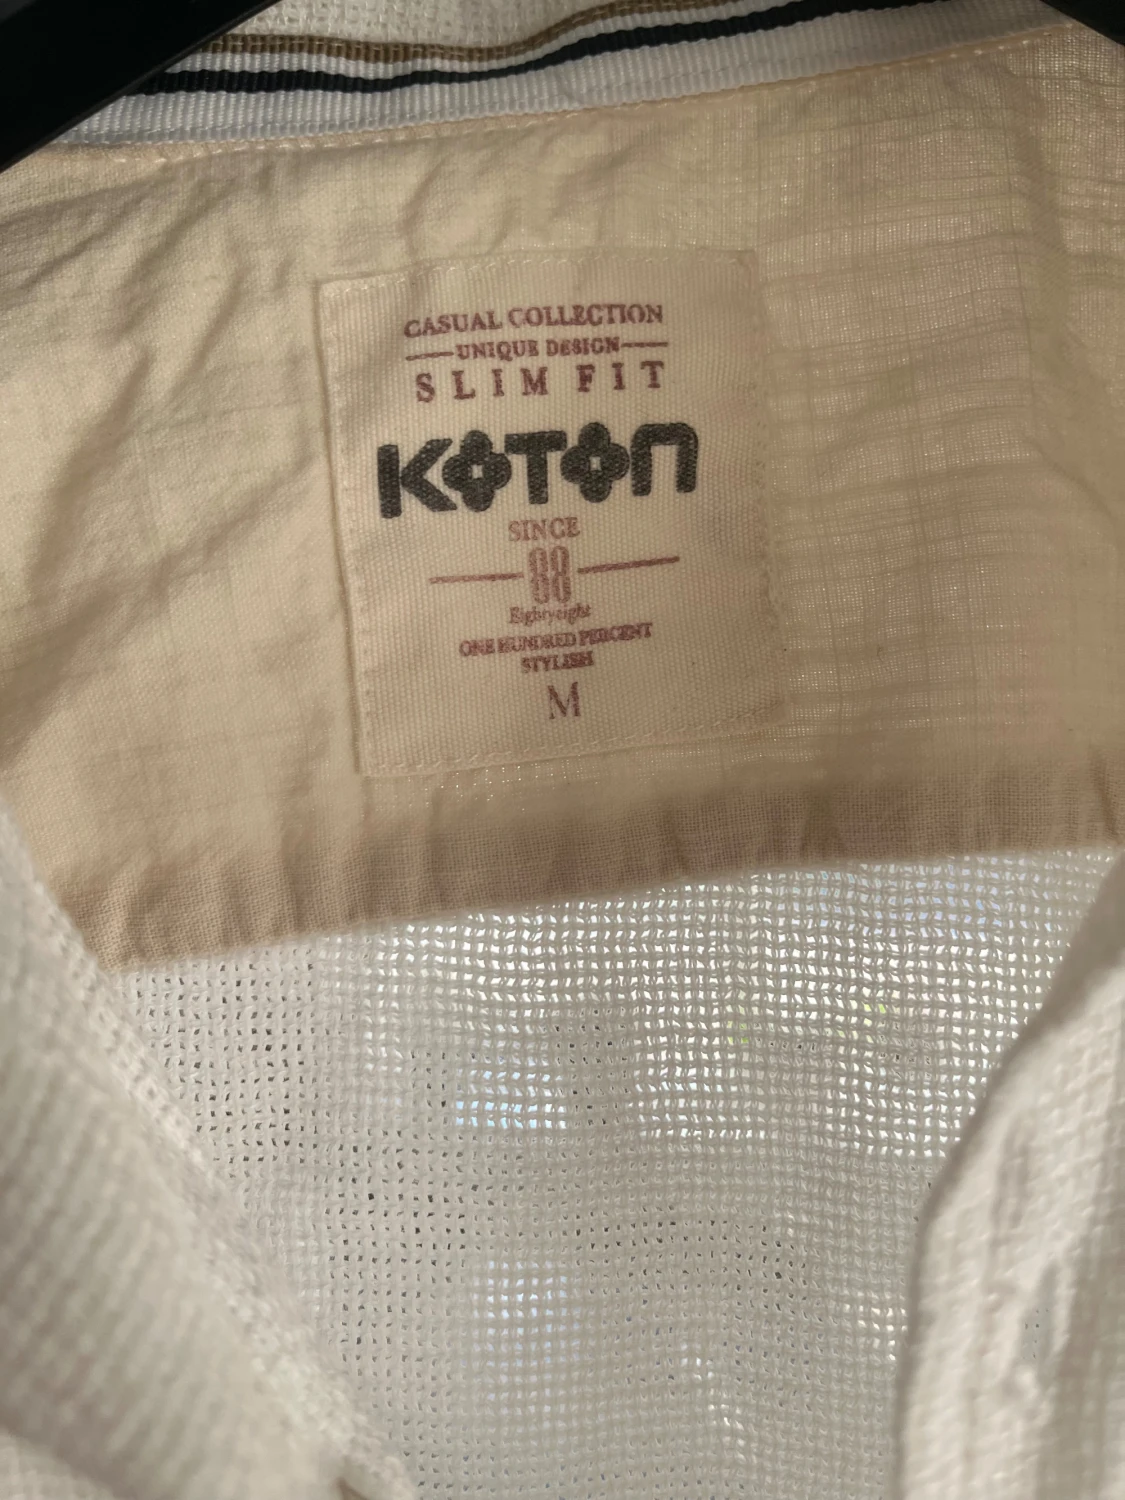 CASUAL COLLECTION
UNIQUE DESIGN
SLIM FIT
KOTON
SINCE
88
Eightyeight
ONE HUNDRED PERCENT
STYLISH
M